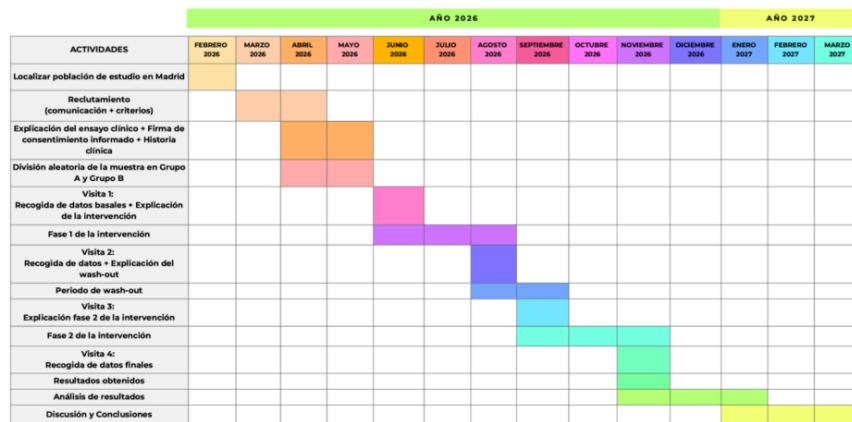 AÑO 2026
AÑO 2027
ACTIVIDADES
FEBRERO
2026
MARZO
2026
ABRIL
2026
MAYO
2026
JUNIO
2026
JULIO
2026
AGOSTO
2026
SEPTIEMBRE
2026
OCTUBRE
2026
NOVIEMBRE
2026
DICIEMBRE
2026
ENERO
2027
FEBRERO
2027
MARZO
2027
Localizar población de estudio en Madrid
Reclutamiento
(comunicación + criterios)
Explicación del ensayo clínico + Firma de
consentimiento informado + Historia
clínica
División aleatoria de la muestra en Grupo
A y Grupo B
Visita 1:
Recogida de datos basales + Explicación
de la intervención
Fase 1 de la intervención
Visita 2:
Recogida de datos + Explicación del
wash-out
Periodo de wash-out
Visita 3:
Explicación fase 2 de la intervención
Fase 2 de la intervención
Visita 4:
Recogida de datos finales
Resultados obtenidos
Análisis de resultados
Discusión y Conclusiones